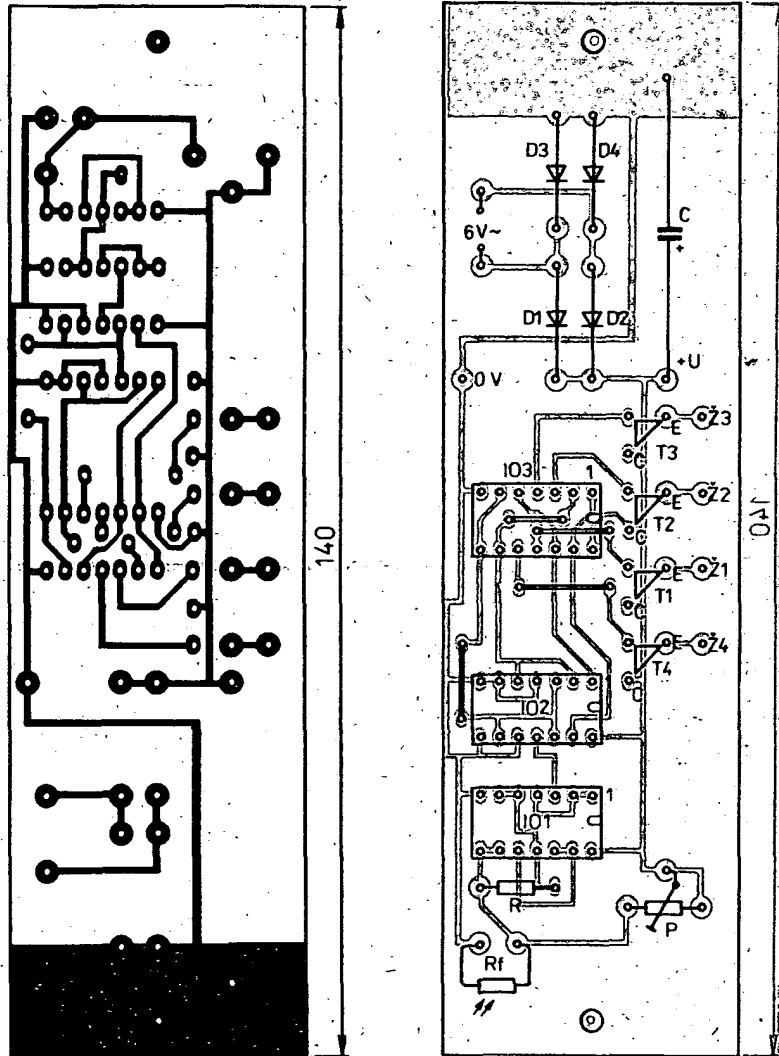 140
D3
D4
6V~
C
+
D1
D2
+U
0 V
E
Ž3
T3
C
IO3
1
E
Ž2
T2
C
E
Ž1
T1
C
E
Ž4
T4
C
IO2
IO1
1
R
P
Rf
140